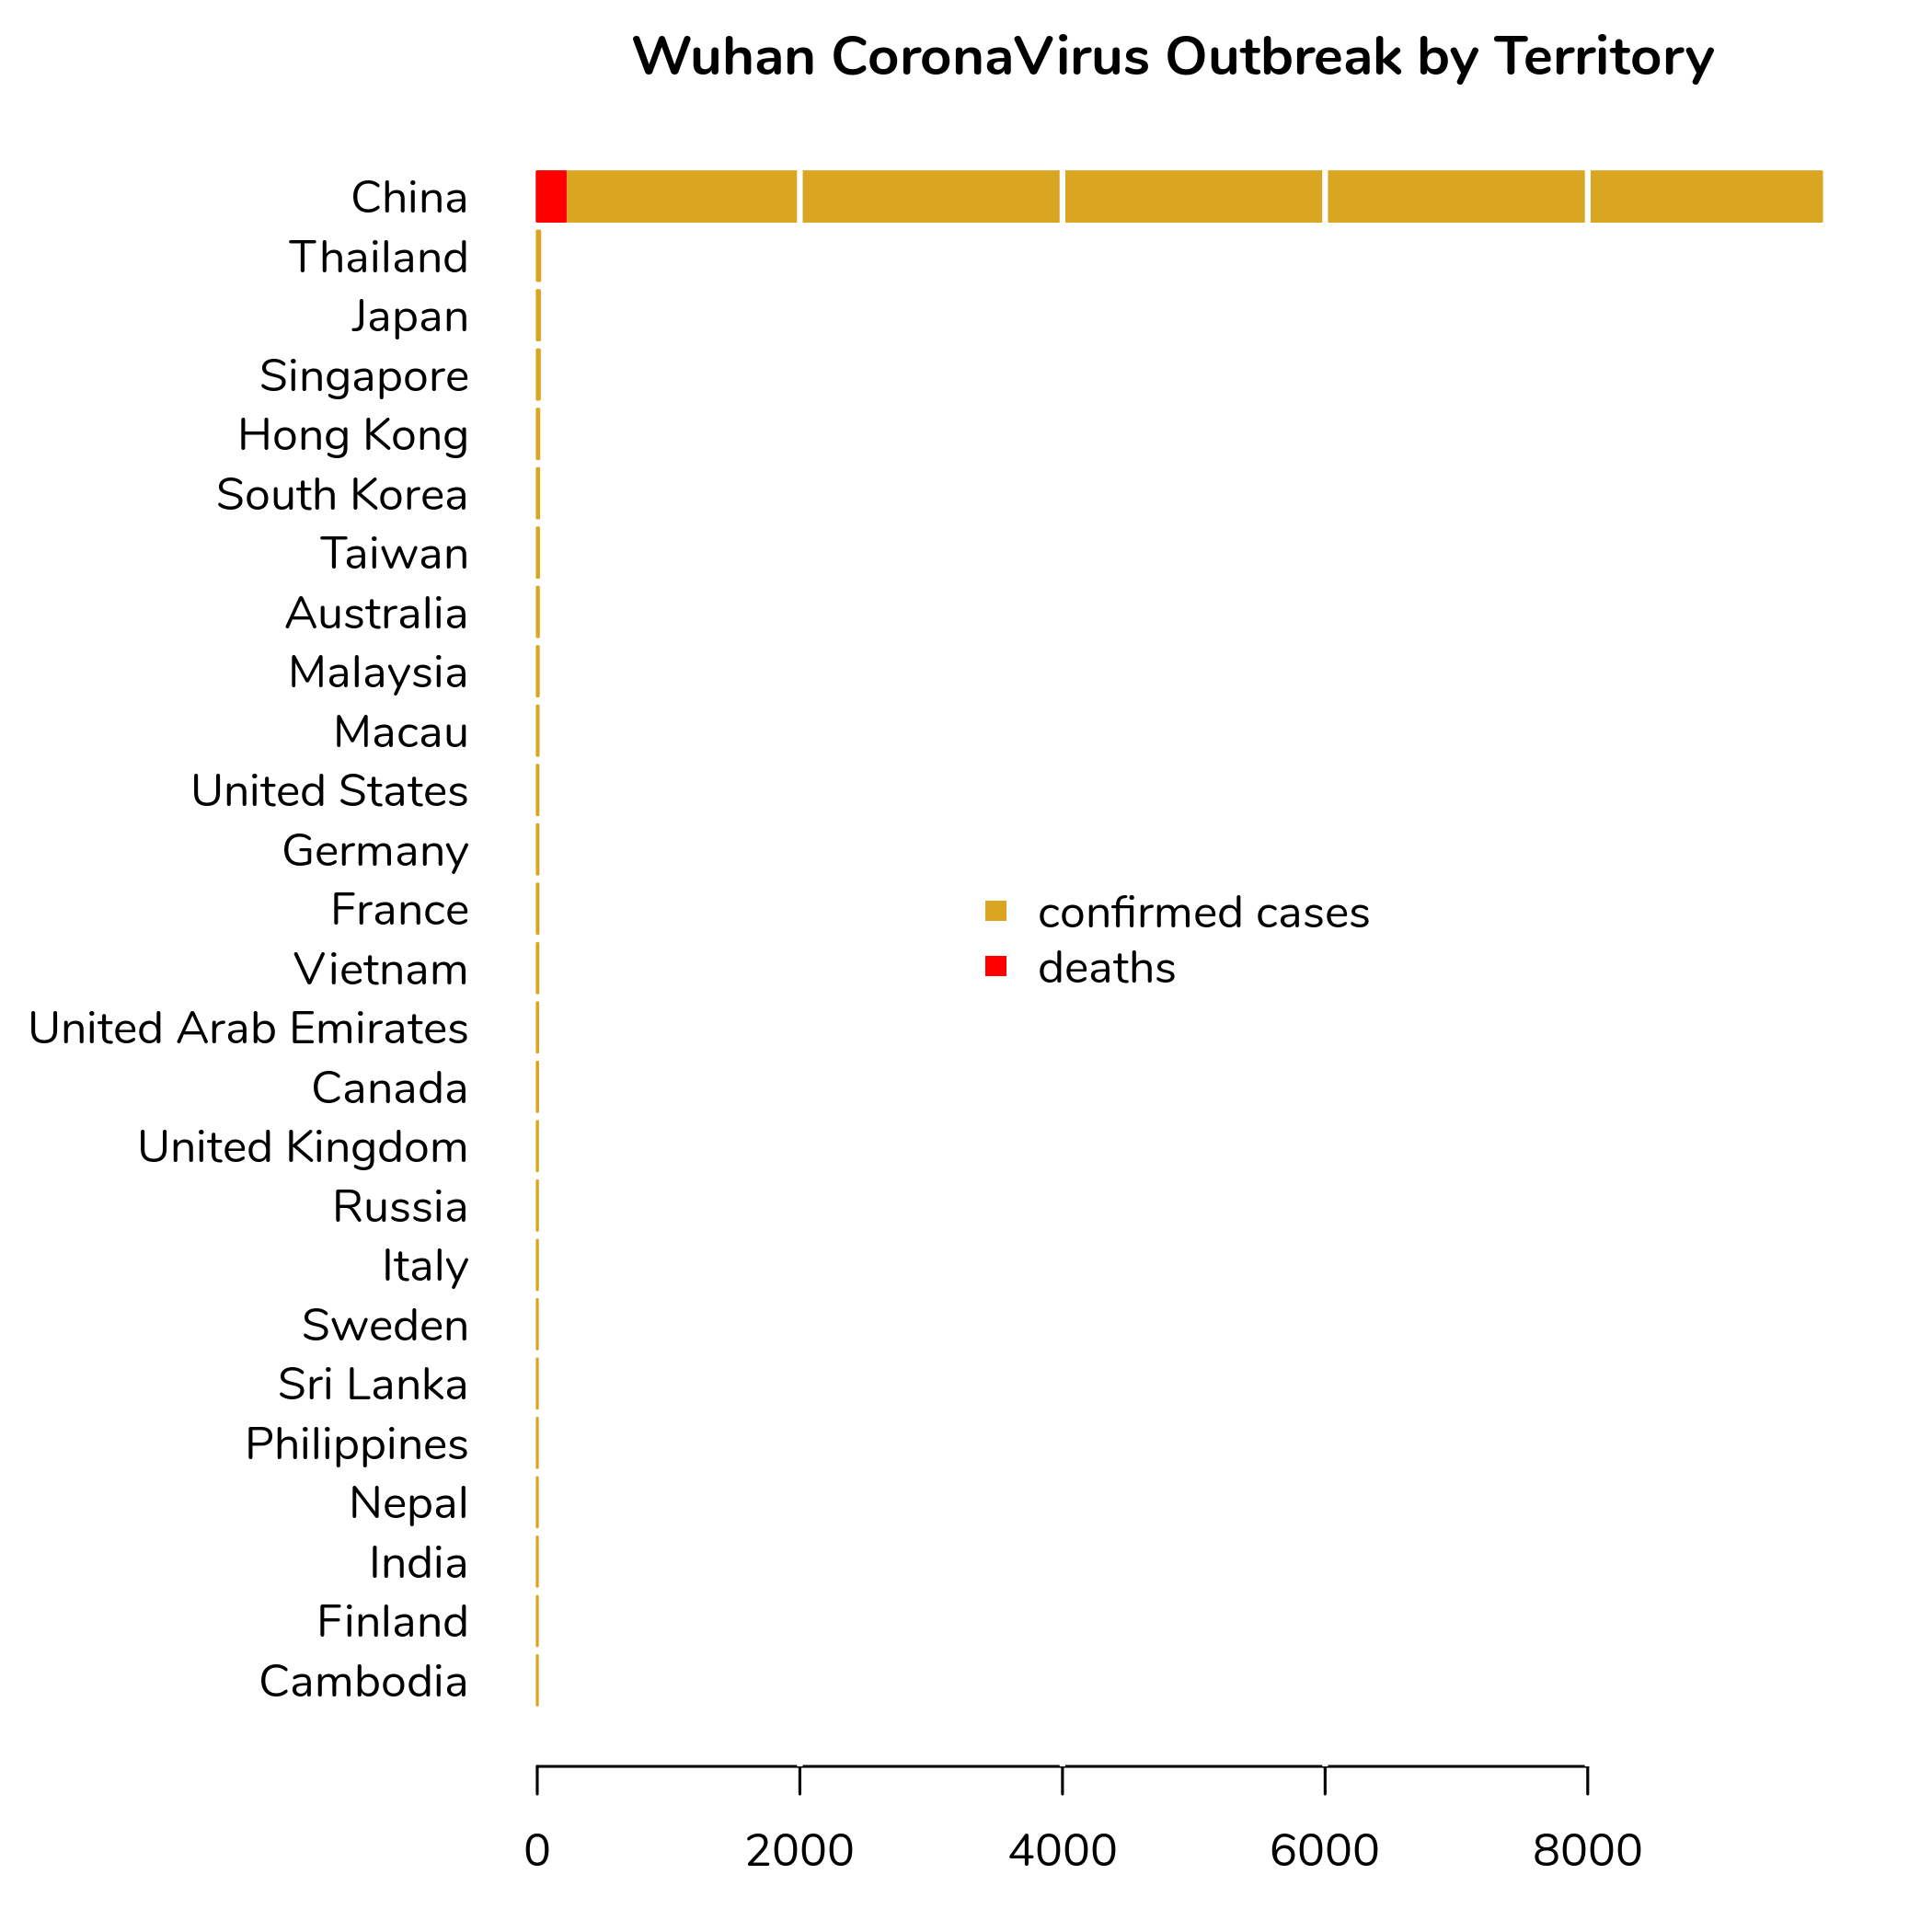 Wuhan CoronaVirus Outbreak by Territory
China
Thailand
Japan
Singapore
Hong Kong
South Korea
Taiwan
Australia
Malaysia
Macau
United States
Germany
France
confirmed cases
deaths
Vietnam
United Arab Emirates
Canada
United Kingdom
Russia
Italy
Sweden
Sri Lanka
Philippines
Nepal
India
Finland
Cambodia
0 2000 4000 6000 8000